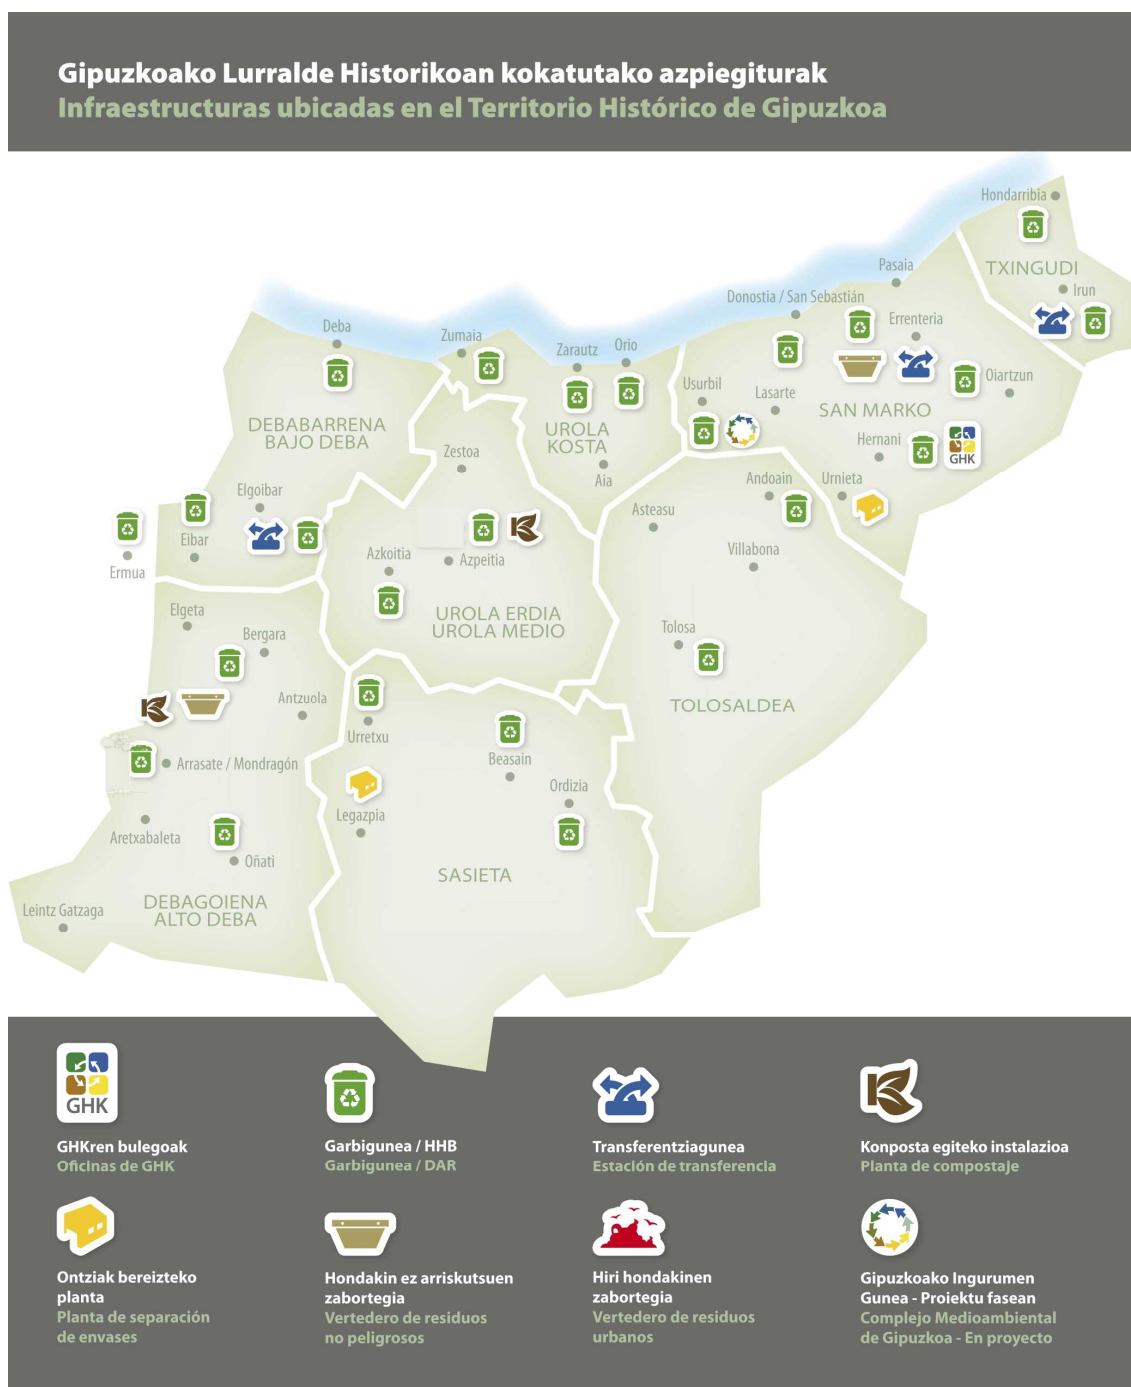 Gipuzkoako Lurralde Historikoan kokatutako azpiegiturak
Infraestructuras ubicadas en el Territorio Histórico de Gipuzkoa
Hondarribia
TXINGUDI
Irun
Pasaia
Donostia / San Sebastián
Errenteria
Deba
Zumaia
Zarautz
Orio
Usurbil
Lasarte
Oiartzun
SAN MARKO
DEBABARRENA
BAJO DEBA
UROLA
KOSTA
Hernani
GHK
Zestoa
Aia
Andoain
Urnieta
Elgoibar
Asteasu
Eibar
Ermua
Azkoitia
Azpeitia
Villabona
Elgeta
UROLA ERDIA
UROLA MEDIO
Bergara
Tolosa
Antzuola
TOLOSALDEA
Urretxu
Arrasate / Mondragón
Beasain
Ordizia
Legazpia
Aretxabaleta
Oñati
SASIETA
DEBAGOIENA
ALTO DEBA
Leintz Gatzaga
GHK
GHKren bulegoak
Oficinas de GHK
Garbigunea / HHB
Garbigunea / DAR
Transferentziagunea
Estación de transferencia
Konposta egiteko instalazioa
Planta de compostaje
Ontziak bereizteko
planta
Planta de separación
de envases
Hondakin ez arriskutsuen
zabortegia
Vertedero de residuos
no peligrosos
Hiri hondakinen
zabortegia
Vertedero de residuos
urbanos
Gipuzkoako Ingurumen
Gunea - Proiektu fasean
Complejo Medioambiental
de Gipuzkoa - En proyecto